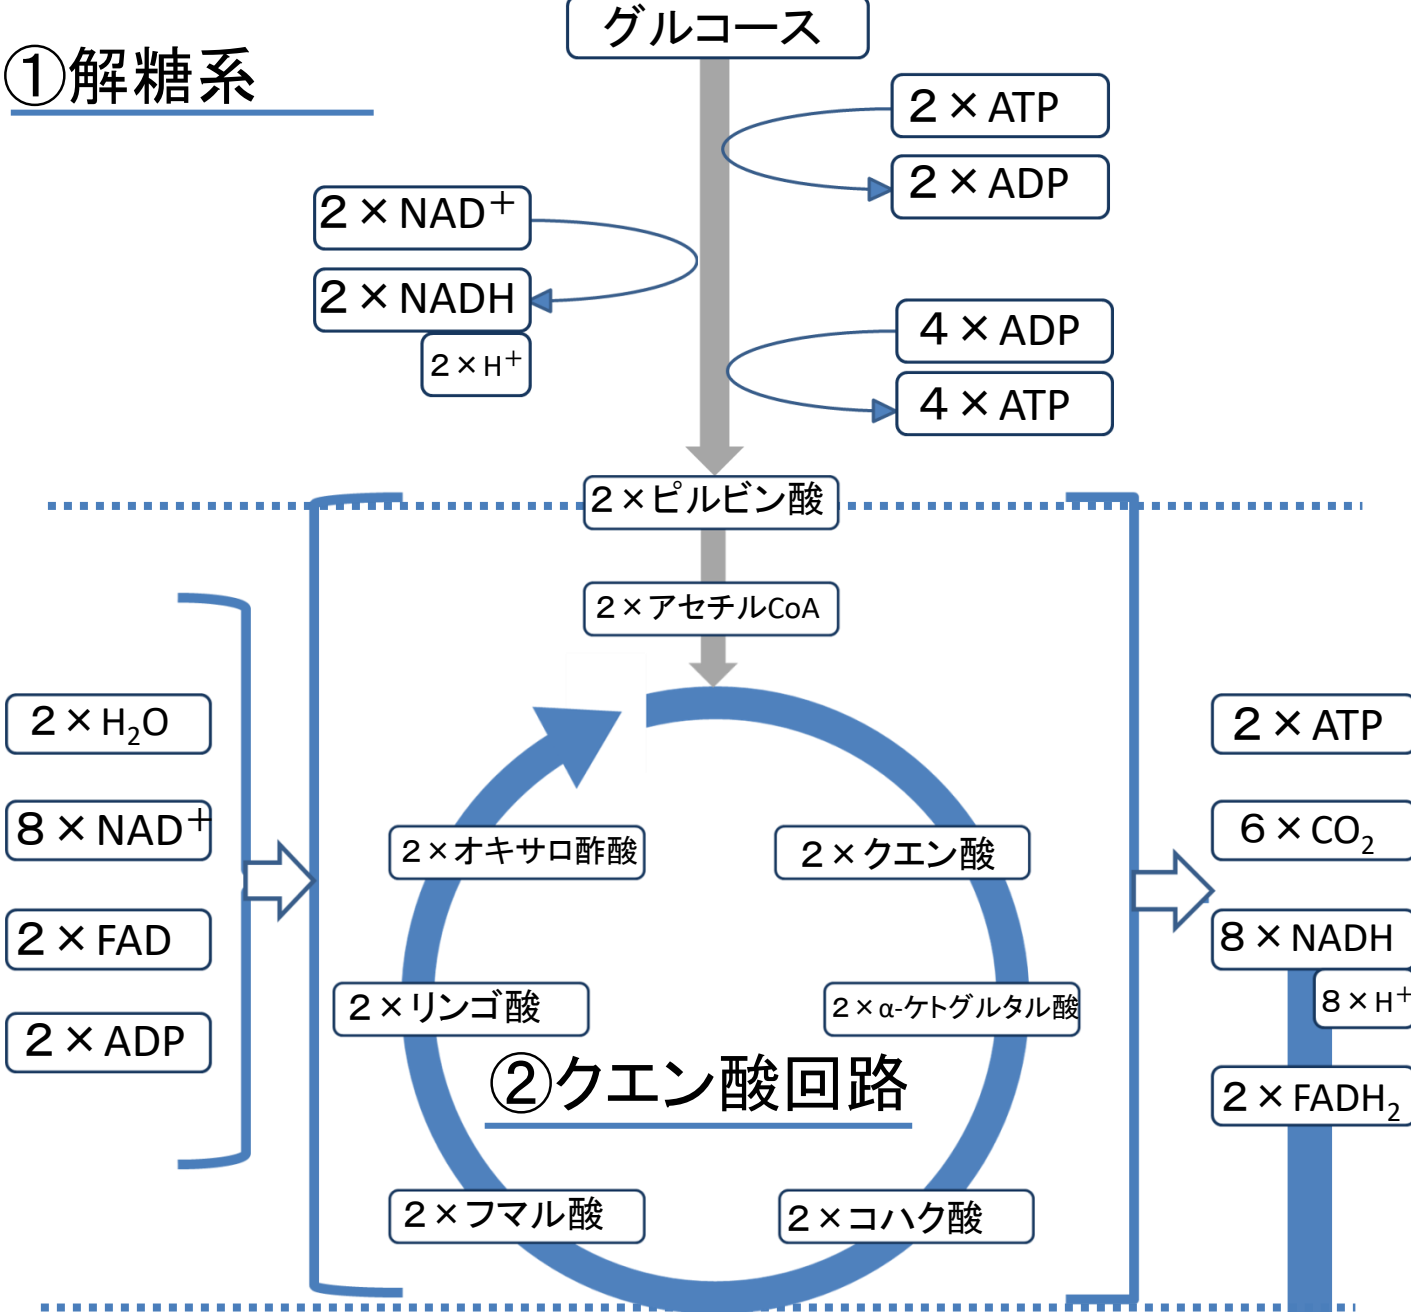 グルコース
①解糖系
2×ATP
2×ADP
2×NAD⁺
2×NADH
2×H⁺
4×ADP
4×ATP
2×ピルビン酸
2×アセチルCoA
2×H₂O
8×NAD⁺
2×FAD
2×ADP
2×オキサロ酢酸
2×クエン酸
2×リンゴ酸
2×α-ケトグルタル酸
②クエン酸回路
2×フマル酸
2×コハク酸
2×ATP
6×CO₂
8×NADH
8×H⁺
2×FADH₂